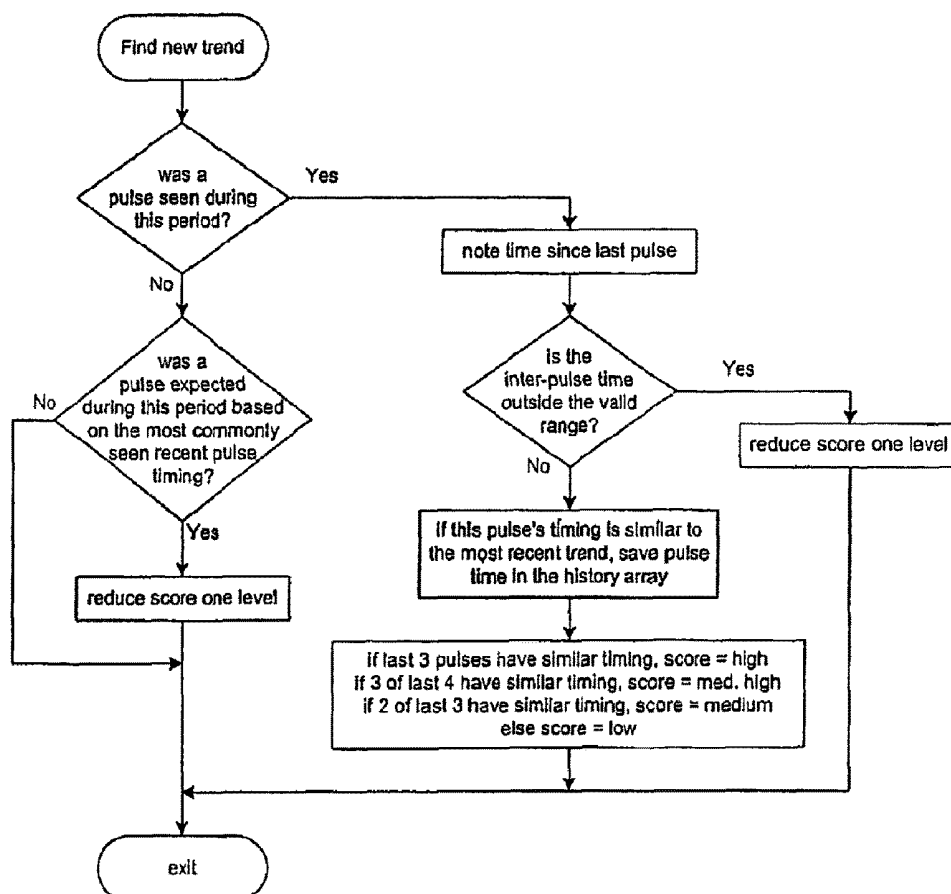 Find new trend
was a
pulse seen during
this period?
Yes
No
note time since last pulse
was a
pulse expected
during this period based
on the most commonly
seen recent pulse
timing?
No
Yes
is the
inter-pulse time
outside the valid
range?
Yes
No
reduce score one level
if this pulse's timing is similar to
the most recent trend, save pulse
time in the history array
reduce score one level
if last 3 pulses have similar timing, score = high
if 3 of last 4 have similar timing, score = med. high
if 2 of last 3 have similar timing, score = medium
else score = low
exit